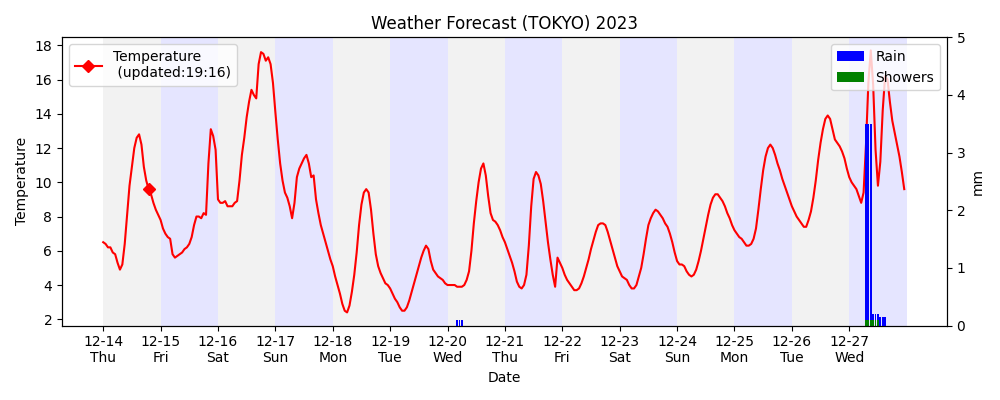 Weather Forecast (TOKYO) 2023
Temperature
(updated:19:16)
Rain
Showers
18
16
14
12
10
8
6
4
2
Temperature
5
4
3
2
1
0
mm
12-14 12-15 12-16 12-17 12-18 12-19 12-20 12-21 12-22 12-23 12-24 12-25 12-26 12-27
Thu Fri Sat Sun Mon Tue Wed Thu Fri Sat Sun Mon Tue Wed
Date